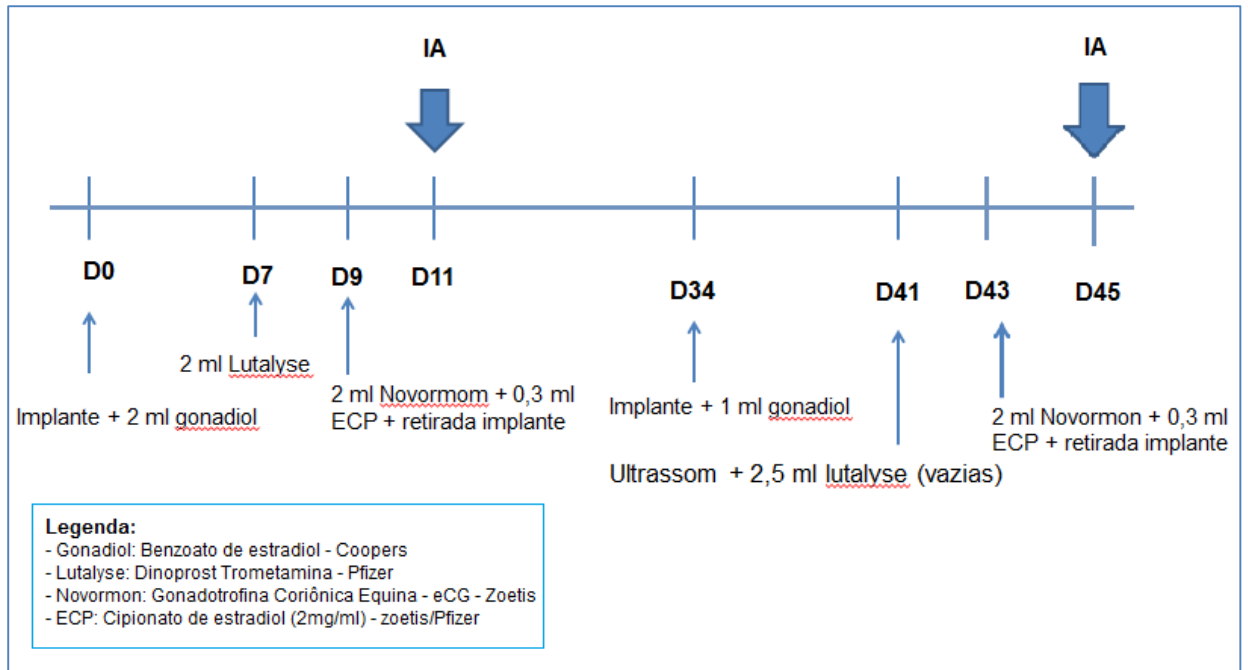 IA
IA
D0
D7
D9
D11
D34
D41
D43
D45
2 ml Lutalyse
Implante + 2 ml gonadiol
2 ml Novormom + 0,3 ml
ECP + retirada implante
Implante + 1 ml gonadiol
2 ml Novormon + 0,3 ml
ECP + retirada implante
Ultrassom + 2,5 ml lutalyse (vazias)
Legenda:
- Gonadiol: Benzoato de estradiol - Coopers
- Lutalyse: Dinoprost Trometamina - Pfizer
- Novormon: Gonadotrofina Coriônica Equina - eCG - Zoetis
- ECP: Cipionato de estradiol (2mg/ml) - zoetis/Pfizer